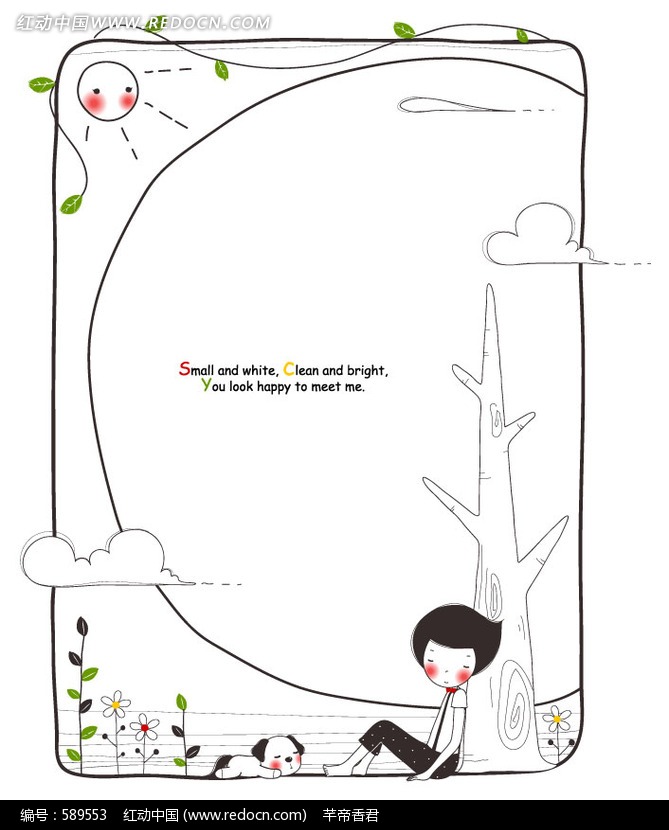 红动中国 WWW.REDOCN.COM
Small and white, Clean and bright,
You look happy to meet me.
编号：589553 红动中国 (www.redocn.com) 芊帝香君